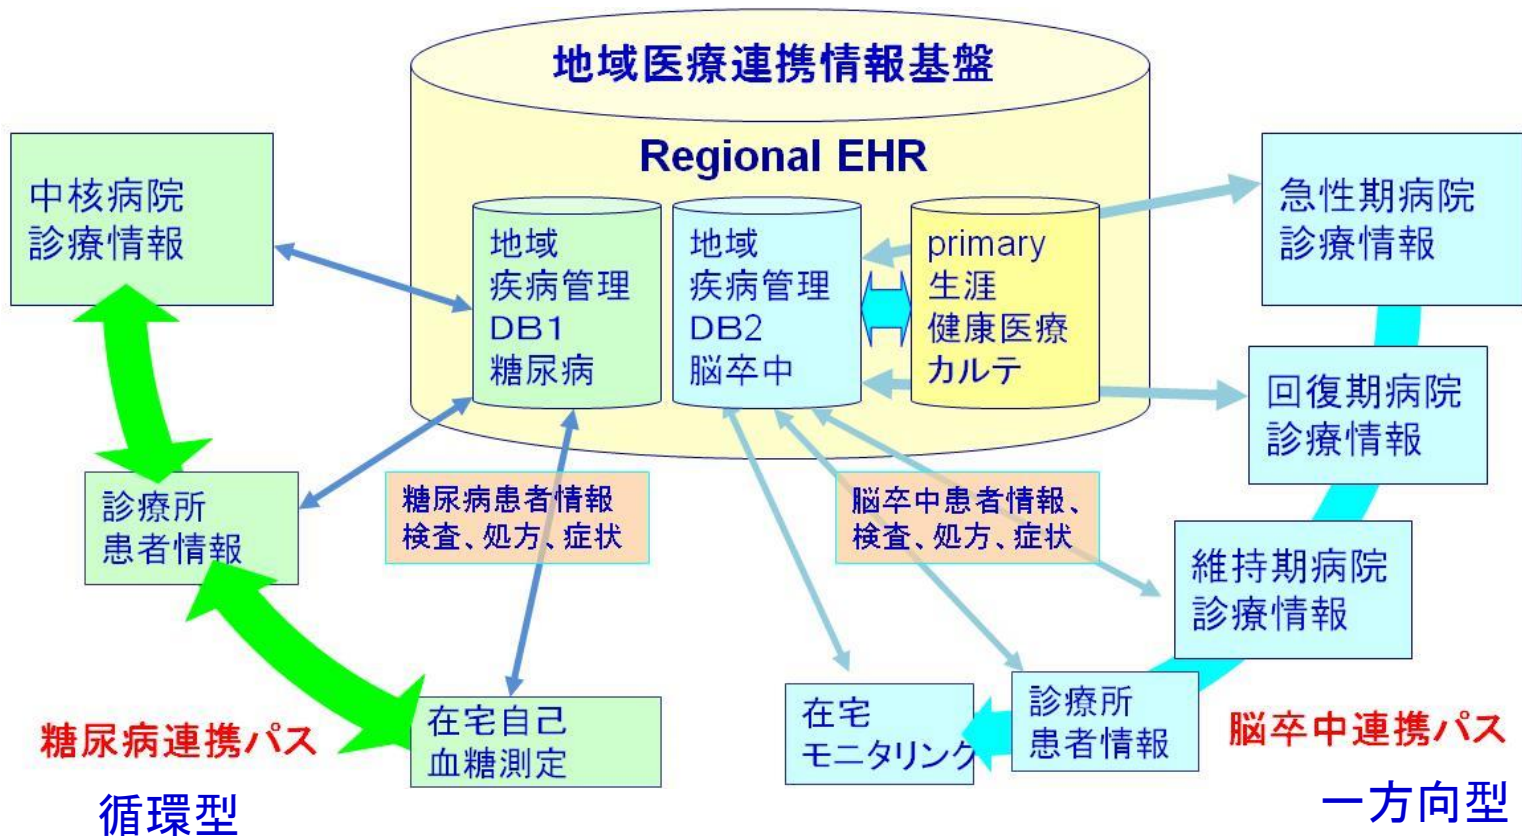 地域医療連携情報基盤
Regional EHR
中核病院
診療情報
地域
疾病管理
DB1
糖尿病
地域
疾病管理
DB2
脳卒中
primary
生涯
健康医療
カルテ
急性期病院
診療情報
回復期病院
診療情報
診療所
患者情報
糖尿病患者情報
検査、処方、症状
脳卒中患者情報、
検査、処方、症状
維持期病院
診療情報
在宅自己
血糖測定
在宅
モニタリング
診療所
患者情報
糖尿病連携パス
循環型
脳卒中連携パス
一方向型